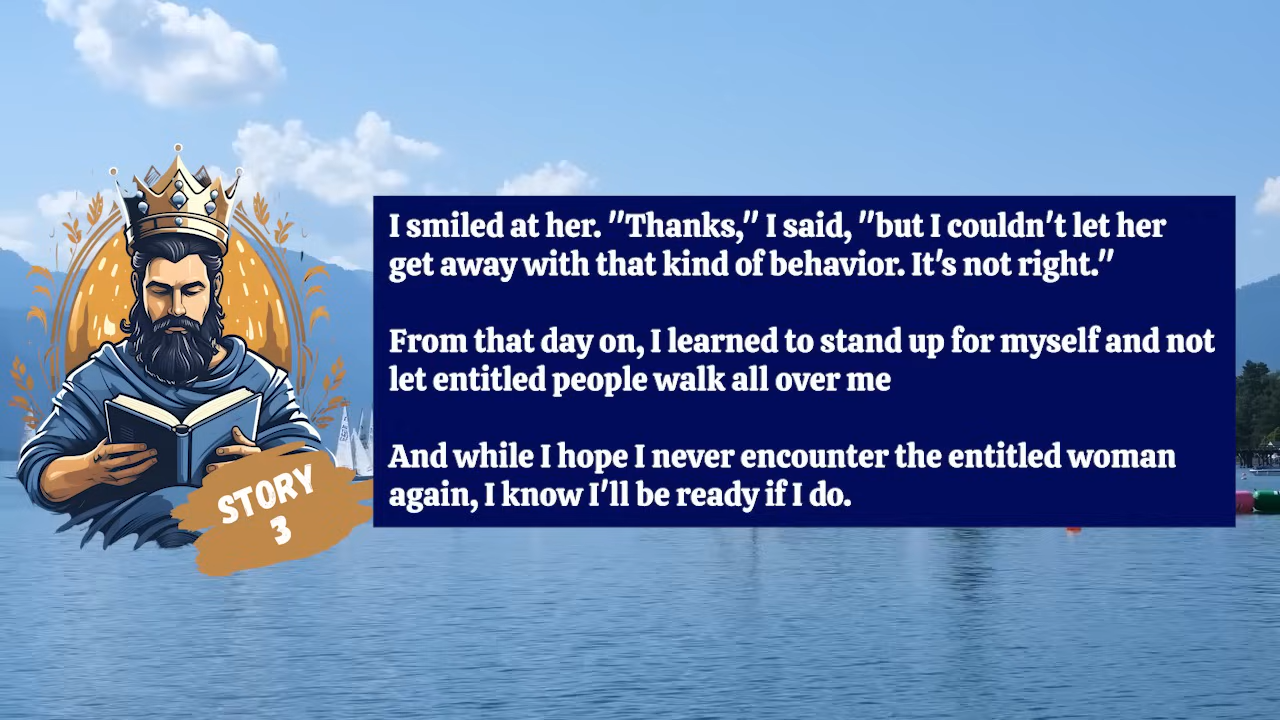 I smiled at her. "Thanks," I said, "but I couldn't let her
get away with that kind of behavior. It's not right."
From that day on, I learned to stand up for myself and not
let entitled people walk all over me
And while I hope I never encounter the entitled woman
again, I know I'll be ready if I do.
STORY
3